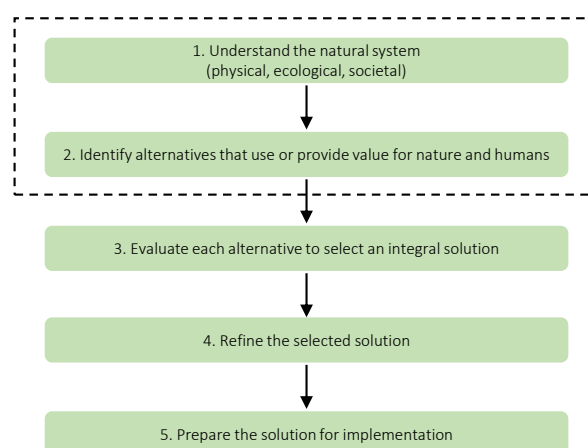 1. Understand the natural system
(physical, ecological, societal)
2. Identify alternatives that use or provide value for nature and humans
3. Evaluate each alternative to select an integral solution
4. Refine the selected solution
5. Prepare the solution for implementation